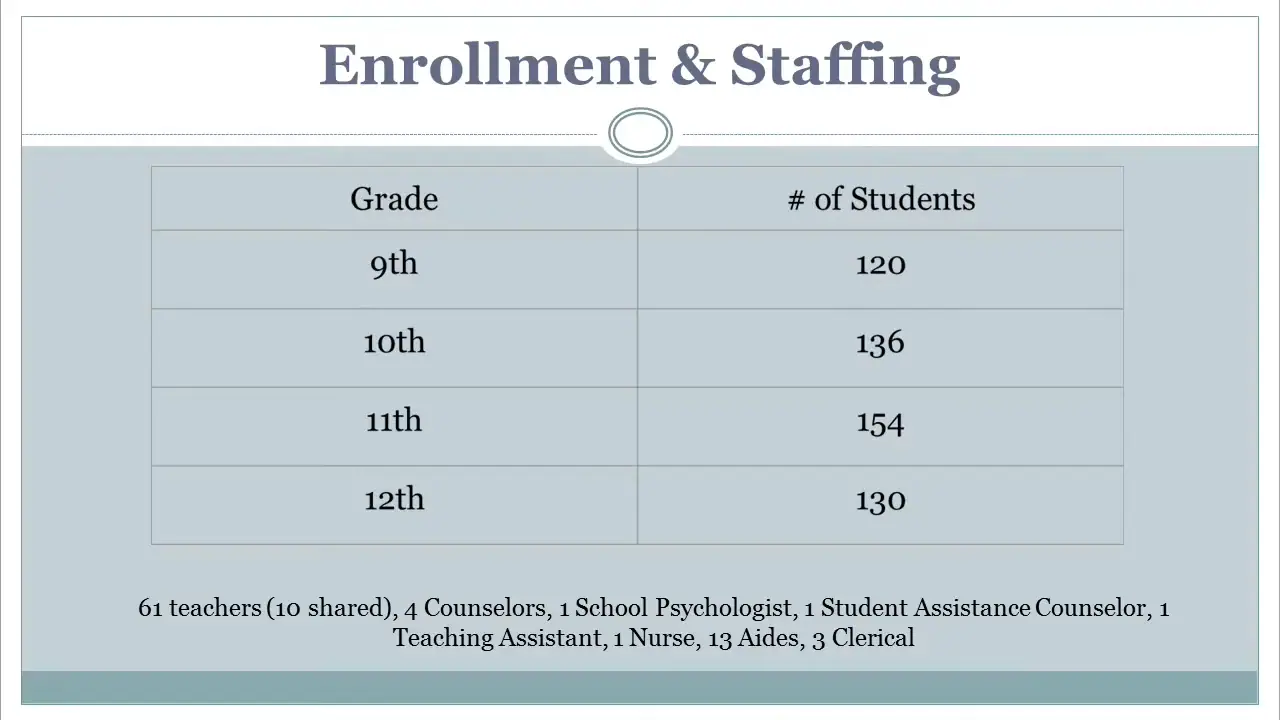 Enrollment & Staffing
Grade # of Students
9th 120
10th 136
11th 154
12th 130
61 teachers (10 shared), 4 Counselors, 1 School Psychologist, 1 Student Assistance Counselor, 1
Teaching Assistant, 1 Nurse, 13 Aides, 3 Clerical